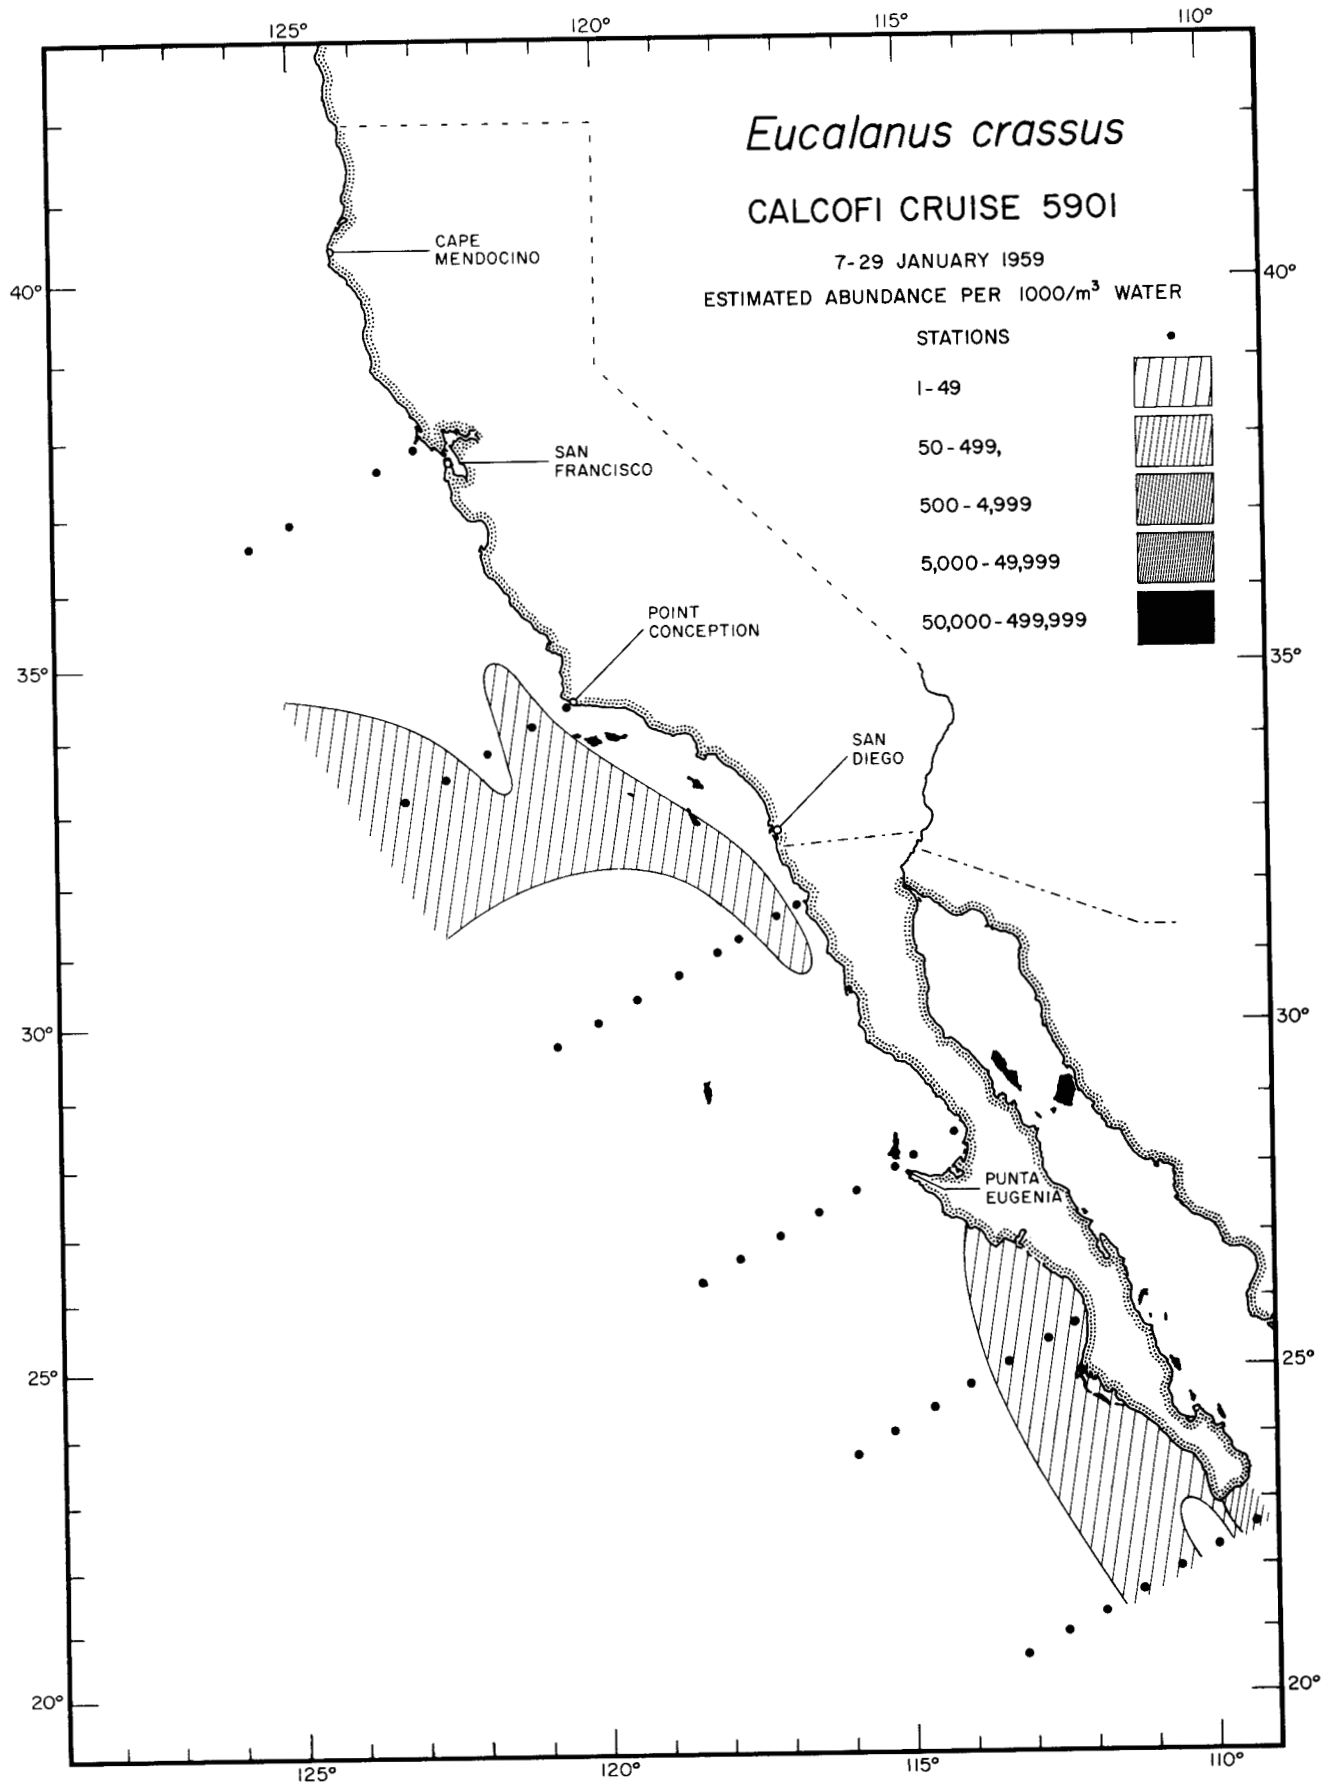 125° 120° 115° 110°
Eucalanus crassus
CALCOFI CRUISE 5901
7-29 JANUARY 1959
ESTIMATED ABUNDANCE PER 1000/m³ WATER
STATIONS
1-49
50-499,
500-4,999
5,000-49,999
50,000-499,999
CAPE
MENDOCINO
40° 40°
SAN
FRANCISCO
POINT
CONCEPTION
35° 35°
SAN
DIEGO
30° 30°
PUNTA
EUGENIA
25° 25°
20° 20°
125° 120° 115° 110°